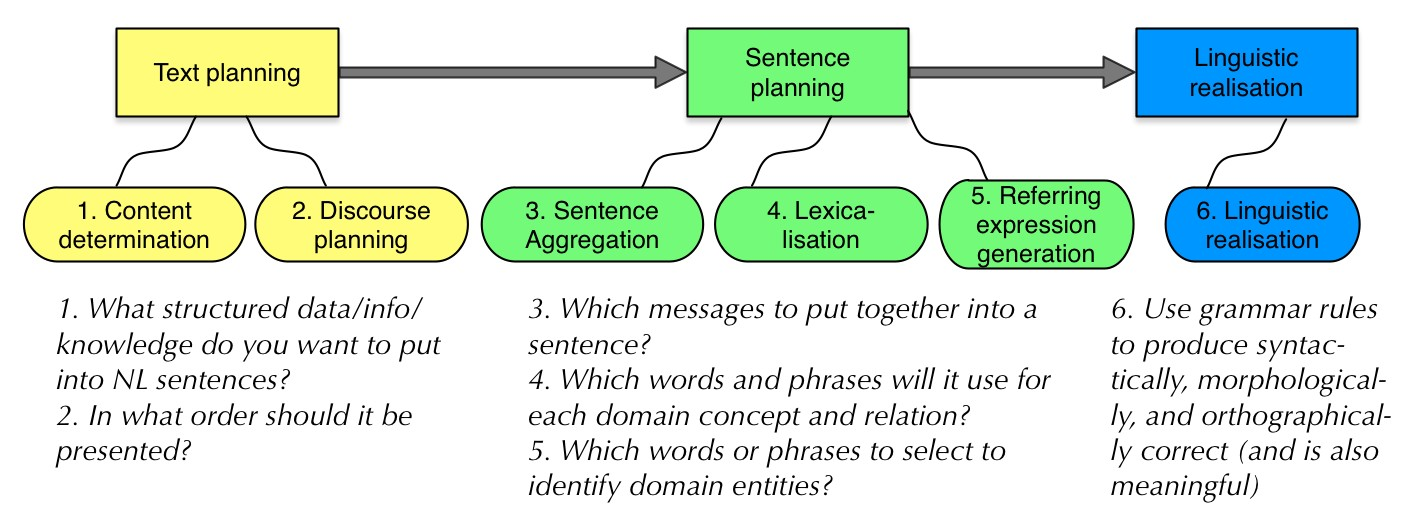 Text planning
Sentence
planning
Linguistic
realisation
1. Content
determination
2. Discourse
planning
3. Sentence
Aggregation
4. Lexica-
lisation
5. Referring
expression
generation
6. Linguistic
realisation
1. What structured data/info/
knowledge do you want to put
into NL sentences?
2. In what order should it be
presented?
3. Which messages to put together into a
sentence?
4. Which words and phrases will it use for
each domain concept and relation?
5. Which words or phrases to select to
identify domain entities?
6. Use grammar rules
to produce syntac-
tically, morphological-
ly, and orthographical-
ly correct (and is also
meaningful)